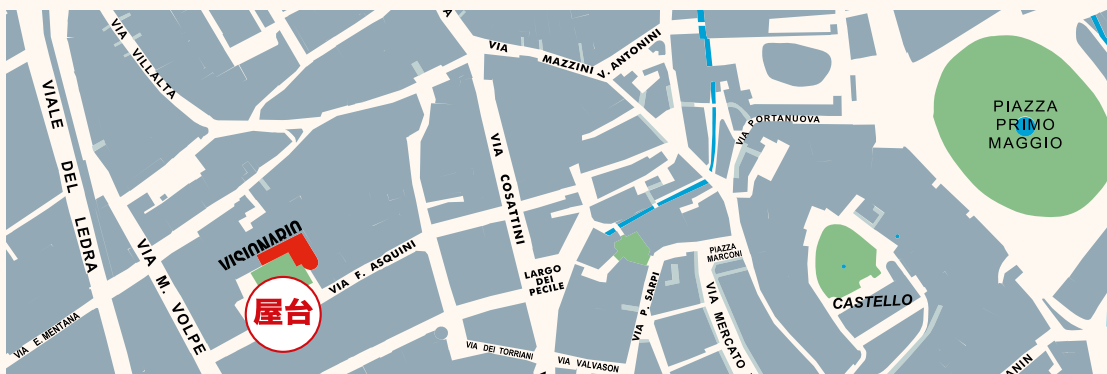 VIA VILLALTA
VIA
MAZZINI
V. ANTONINI
VIALE DEL LEDRA
VIA COSATTINI
VIA PORTANUOVA
PIAZZA
PRIMO
MAGGIO
VISIONARIO
VIA M. VOLPE
VIA F. ASQUINI
LARGO
DEI
PECILE
PIAZZA
MARCONI
VIA P. SARPI
VIA MERCATO
CASTELLO
屋台
VIA E. MENTANA
VIA DEI TORRIANI
VIA VALVASON
ANIN